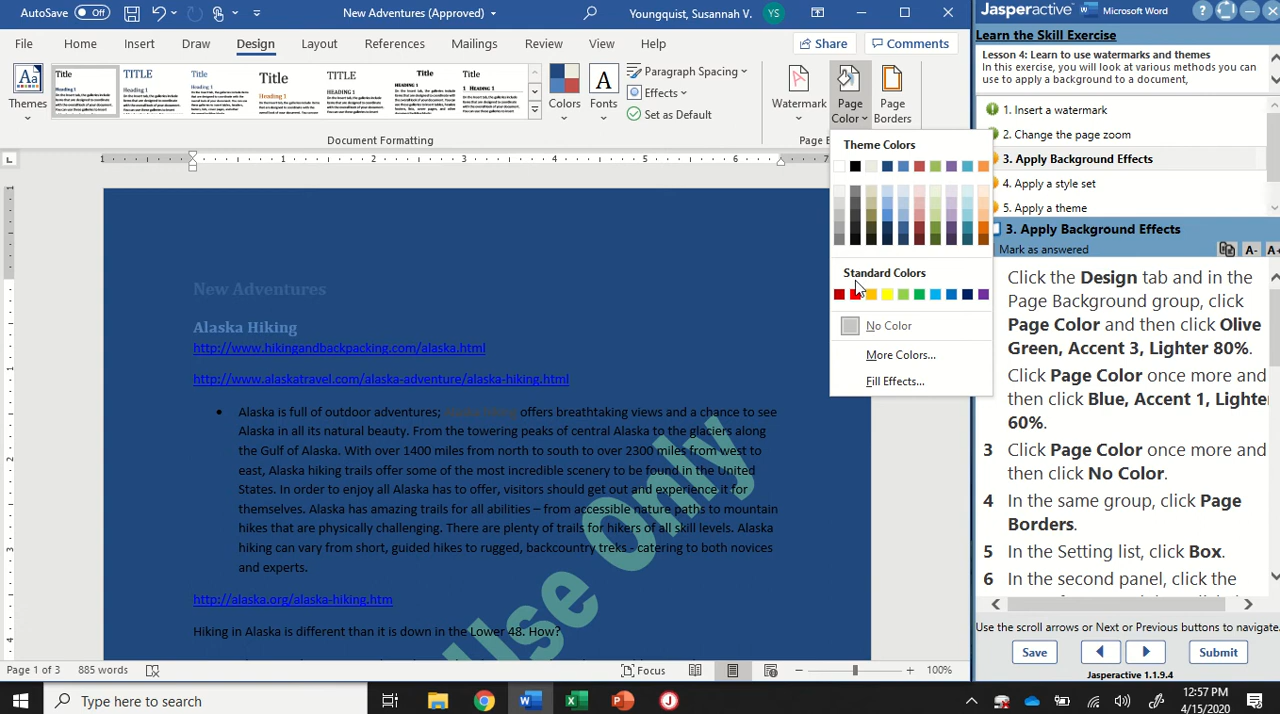 AutoSave Off New Adventures (Approved) Youngquist, Susannah V. YS
File Home Insert Draw Design Layout References Mailings Review View Help Share Comments
Themes
Colors
Fonts
Paragraph Spacing
Effects
Set as Default
Watermark
Page Color
Page Borders
Document Formatting
Page B
New Adventures
Alaska Hiking
http://www.hikingandbackpacking.com/alaska.html
http://www.alaskatravel.com/alaska-adventure/alaska-hiking.html
• Alaska is full of outdoor adventures; Alaska hiking offers breathtaking views and a chance to see
Alaska in all its natural beauty. From the towering peaks of central Alaska to the glaciers along
the Gulf of Alaska. With over 1400 miles from north to south to over 2300 miles from west to
east, Alaska hiking trails offer some of the most incredible scenery to be found in the United
States. In order to enjoy all Alaska has to offer, visitors should get out and experience it for
themselves. Alaska has amazing trails for all abilities – from accessible nature paths to mountain
hikes that are physically challenging. There are plenty of trails for hikers of all skill levels. Alaska
hiking can vary from short, guided hikes to rugged, backcountry treks - catering to both novices
and experts.
http://alaska.org/alaska-hiking.htm
Hiking in Alaska is different than it is down in the Lower 48. How?
Use Only
Theme Colors
Standard Colors
No Color
More Colors...
Fill Effects...
Page 1 of 3 885 words Focus 100%
Jasperactive Microsoft Word
Learn the Skill Exercise
Lesson 4: Learn to use watermarks and themes
In this exercise, you will look at various methods you can
use to apply a background to a document,
1. Insert a watermark
2. Change the page zoom
3. Apply Background Effects
4. Apply a style set
5. Apply a theme
3. Apply Background Effects
Mark as answered A- A+
Click the Design tab and in the
Page Background group, click
Page Color and then click Olive
Green, Accent 3, Lighter 80%.
Click Page Color once more and
then click Blue, Accent 1, Lighte
60%.
3 Click Page Color once more and
then click No Color.
4 In the same group, click Page
Borders.
5 In the Setting list, click Box.
6 In the second panel, click the
Use the scroll arrows or Next or Previous buttons to navigate.
Save Submit
Jasperactive 1.1.9.4
Type here to search
12:57 PM
4/15/2020